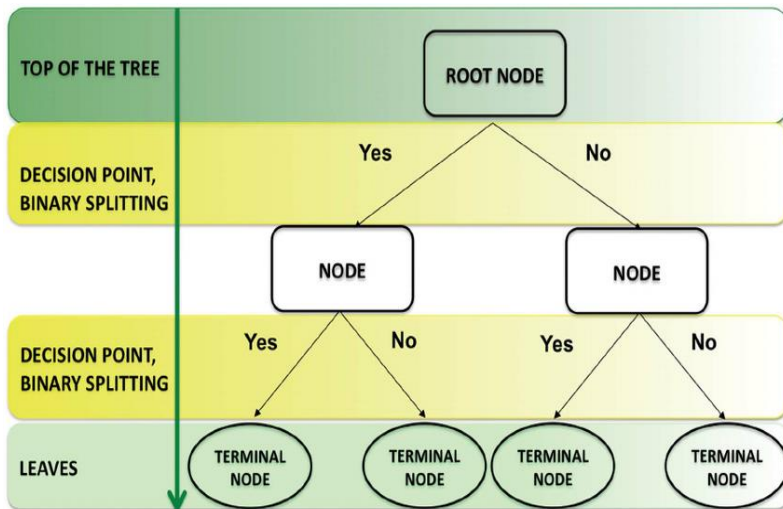 TOP OF THE TREE
ROOT NODE
Yes
No
DECISION POINT,
BINARY SPLITTING
NODE
NODE
DECISION POINT,
BINARY SPLITTING
Yes
No
Yes
No
LEAVES
TERMINAL
NODE
TERMINAL
NODE
TERMINAL
NODE
TERMINAL
NODE